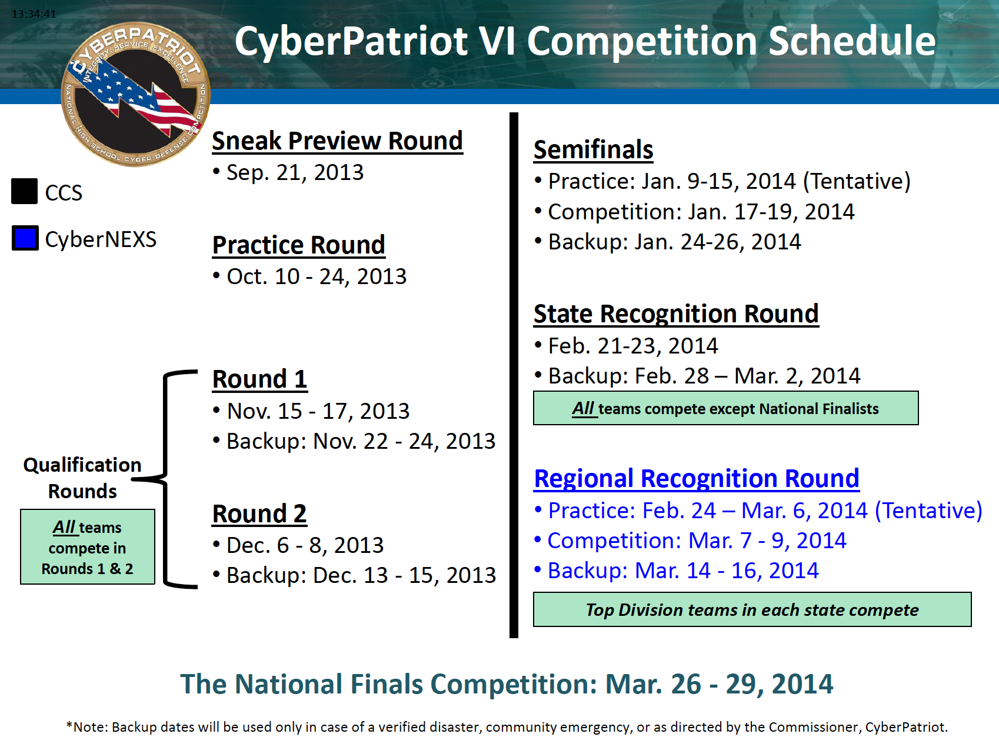 13:34:41
CyberPatriot VI Competition Schedule
CYBERPATRIOT
INTEGRITY, SERVICE, EXCELLENCE
NATIONAL HIGH SCHOOL CYBER DEFENSE COMPETITION
CCS
CyberNEXS
Sneak Preview Round
• Sep. 21, 2013
Practice Round
• Oct. 10 - 24, 2013
Qualification
Rounds
All teams
compete in
Rounds 1 & 2
Round 1
• Nov. 15 - 17, 2013
• Backup: Nov. 22 - 24, 2013
Round 2
• Dec. 6 - 8, 2013
• Backup: Dec. 13 - 15, 2013
Semifinals
• Practice: Jan. 9-15, 2014 (Tentative)
• Competition: Jan. 17-19, 2014
• Backup: Jan. 24-26, 2014
State Recognition Round
• Feb. 21-23, 2014
• Backup: Feb. 28 – Mar. 2, 2014
All teams compete except National Finalists
Regional Recognition Round
• Practice: Feb. 24 – Mar. 6, 2014 (Tentative)
• Competition: Mar. 7 - 9, 2014
• Backup: Mar. 14 - 16, 2014
Top Division teams in each state compete
The National Finals Competition: Mar. 26 - 29, 2014
*Note: Backup dates will be used only in case of a verified disaster, community emergency, or as directed by the Commissioner, CyberPatriot.